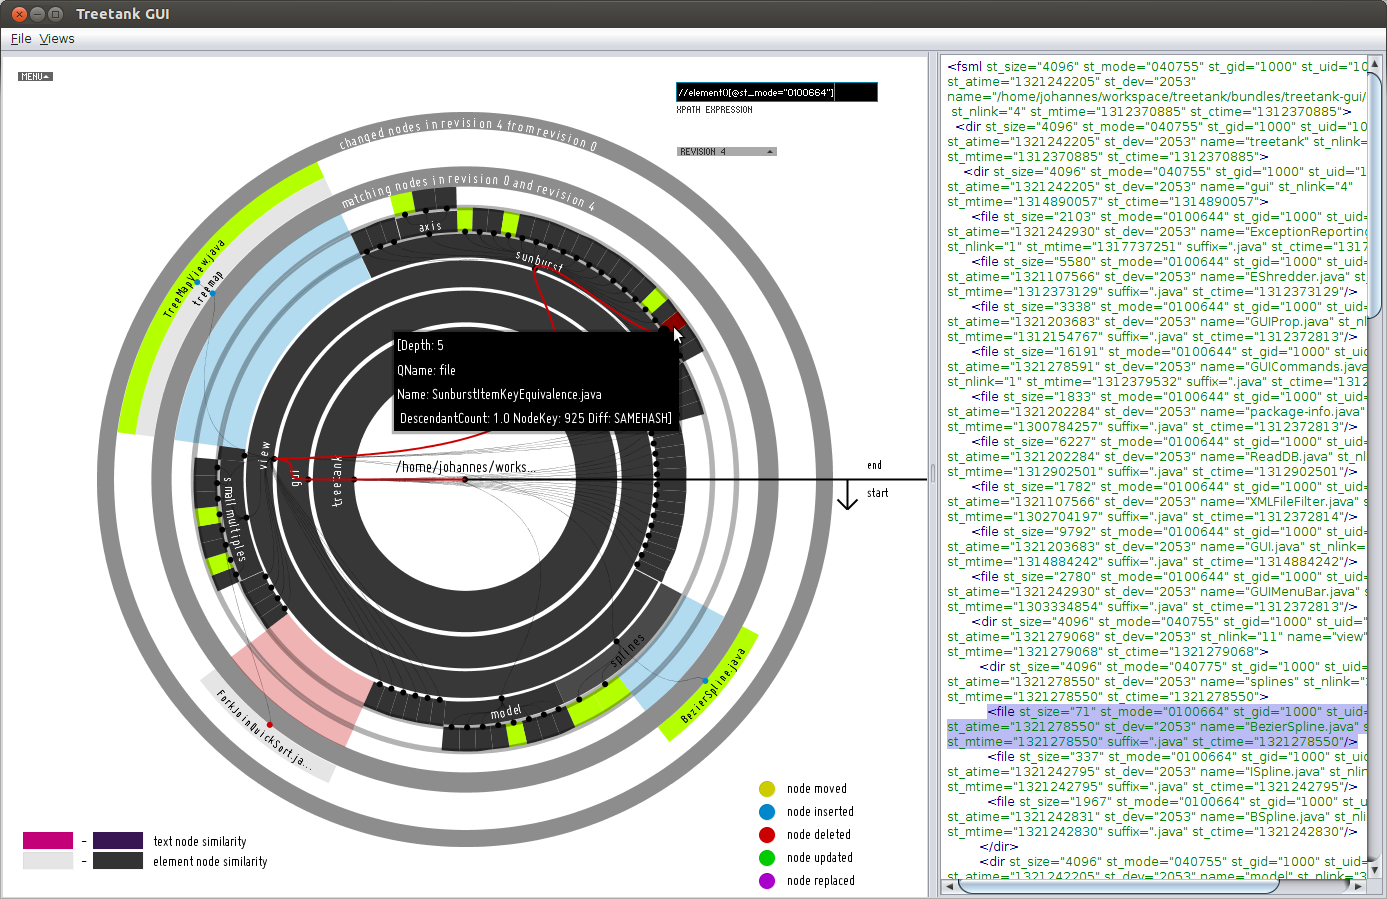 Treetank GUI
File Views
MENU
//element()[@st_mode="0100664"]
XPATH EXPRESSION
REVISION 4
changed nodes in revision 4 from revision 0
matching nodes in revision 0 and revision 4
axis
sunburst
TreeMapView.java
treemap
[Depth: 5
QName: file
Name: SunburstItemKeyEquivalence.java
DescendantCount: 1.0 NodeKey: 925 Diff: SAMEHASH]
view
gui
treetank
/home/johannes/works...
end
start
small multiples
splines
BezierSpline.java
model
ForkJoinQuickSort.ja...
node moved
node inserted
node deleted
node updated
node replaced
- text node similarity
- element node similarity
<fsml st_size="4096" st_mode="040755" st_gid="1000" st_uid="10
st_atime="1321242205" st_dev="2053"
name="/home/johannes/workspace/treetank/bundles/treetank-gui/
st_nlink="4" st_mtime="1312370885" st_ctime="1312370885">
<dir st_size="4096" st_mode="040755" st_gid="1000" st_uid="10
st_atime="1321242205" st_dev="2053" name="treetank" st_nlink=
st_mtime="1312370885" st_ctime="1312370885">
<dir st_size="4096" st_mode="040755" st_gid="1000" st_uid="1
st_atime="1321242205" st_dev="2053" name="gui" st_nlink="4"
st_mtime="1314890057" st_ctime="1314890057">
<file st_size="2103" st_mode="0100644" st_gid="1000" st_uid=
st_atime="1321242930" st_dev="2053" name="ExceptionReporting
st_nlink="1" st_mtime="1317737251" suffix=".java" st_ctime="1317
<file st_size="5580" st_mode="0100644" st_gid="1000" st_uid=
st_atime="1321107566" st_dev="2053" name="EShredder.java" st_
st_mtime="1312373129" suffix=".java" st_ctime="1312373129"/>
<file st_size="3338" st_mode="0100644" st_gid="1000" st_uid=
st_atime="1321203683" st_dev="2053" name="GUIProp.java" st_nl
st_mtime="1312154767" suffix=".java" st_ctime="1312372813"/>
<file st_size="16191" st_mode="0100644" st_gid="1000" st_uid
st_atime="1321278591" st_dev="2053" name="GUICommands.java
st_nlink="1" st_mtime="1312379532" suffix=".java" st_ctime="1312
<file st_size="1833" st_mode="0100644" st_gid="1000" st_uid=
st_atime="1321202284" st_dev="2053" name="package-info.java"
st_mtime="1300784257" suffix=".java" st_ctime="1312372813"/>
<file st_size="6227" st_mode="0100644" st_gid="1000" st_uid=
st_atime="1321242205" st_dev="2053" name="ReadDB.java" st_nl
st_mtime="1312902501" suffix=".java" st_ctime="1312902501"/>
<file st_size="1782" st_mode="0100644" st_gid="1000" st_uid=
st_atime="1321107566" st_dev="2053" name="XMLFileFilter.java" s
st_mtime="1302704197" suffix=".java" st_ctime="1312372814"/>
<file st_size="9792" st_mode="0100644" st_gid="1000" st_uid=
st_atime="1321203683" st_dev="2053" name="GUI.java" st_nlink=
st_mtime="1314884242" suffix=".java" st_ctime="1314884242"/>
<file st_size="2780" st_mode="0100644" st_gid="1000" st_uid=
st_atime="1321242205" st_dev="2053" name="GUIMenuBar.java" s
st_mtime="1303334854" suffix=".java" st_ctime="1312372813"/>
<dir st_size="4096" st_mode="040755" st_gid="1000" st_uid="
st_atime="1321279068" st_dev="2053" st_nlink="11" name="view"
st_mtime="1321279068" st_ctime="1321279068">
<dir st_size="4096" st_mode="040775" st_gid="1000" st_uid=
st_atime="1321278550" st_dev="2053" name="splines" st_nlink="
st_mtime="1321278550" st_ctime="1321278550">
<file st_size="71" st_mode="0100664" st_gid="1000" st_uid=
st_atime="1321278550" st_dev="2053" name="BezierSpline.java" s
st_mtime="1321278550" suffix=".java" st_ctime="1321278550"/>
<file st_size="337" st_mode="0100664" st_gid="1000" st_uid
st_atime="1321242795" st_dev="2053" name="ISpline.java" st_nlin
st_mtime="1321242795" suffix=".java" st_ctime="1321242795"/>
<file st_size="1967" st_mode="0100664" st_gid="1000" st_u
st_atime="1321242831" st_dev="2053" name="BSpline.java" st_nli
st_mtime="1321242830" suffix=".java" st_ctime="1321242830"/>
</dir>
<dir st_size="4096" st_mode="040755" st_gid="1000" st_uid=
st_atime="1321242205" st_dev="2053" name="model" st_nlink="3